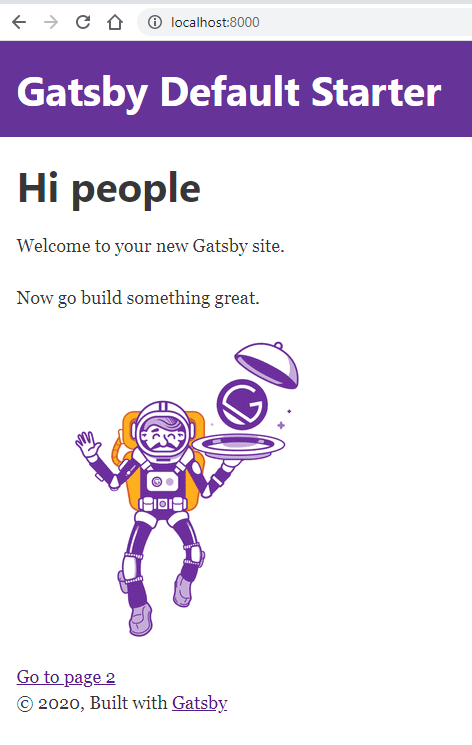 localhost:8000
Gatsby Default Starter
Hi people
Welcome to your new Gatsby site.
Now go build something great.
Go to page 2
© 2020, Built with Gatsby